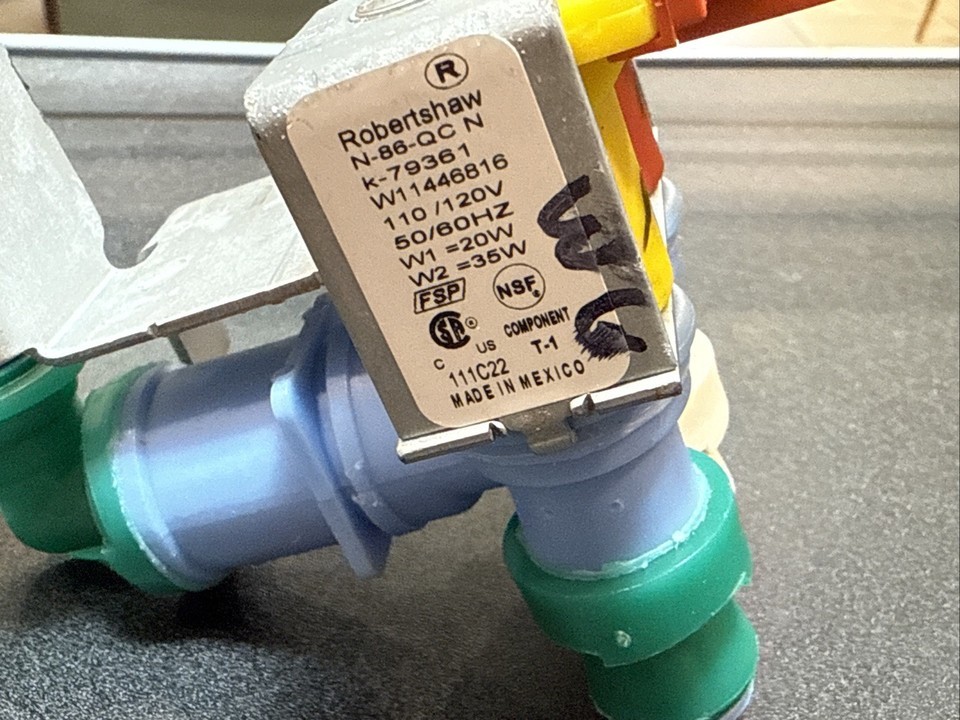 R
Robertshaw
N-86-QC N
k-79361
W11446816
110 /120V
50/60HZ
W1 =20W
W2 =35W
FSP NSF®
C SA® US COMPONENT
T-1
111C22
MADE IN MEXICO